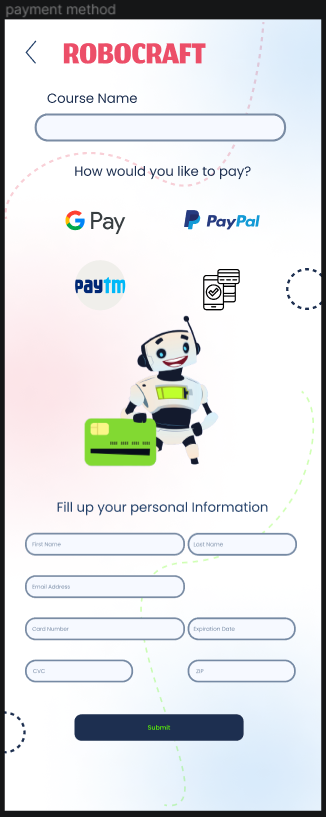 payment method
ROBOCRAFT
Course Name
How would you like to pay?
G Pay
PayPal
paytm
Fill up your personal Information
First Name
Last Name
Email Address
Card Number
Expiration Date
CVC
ZIP
Submit